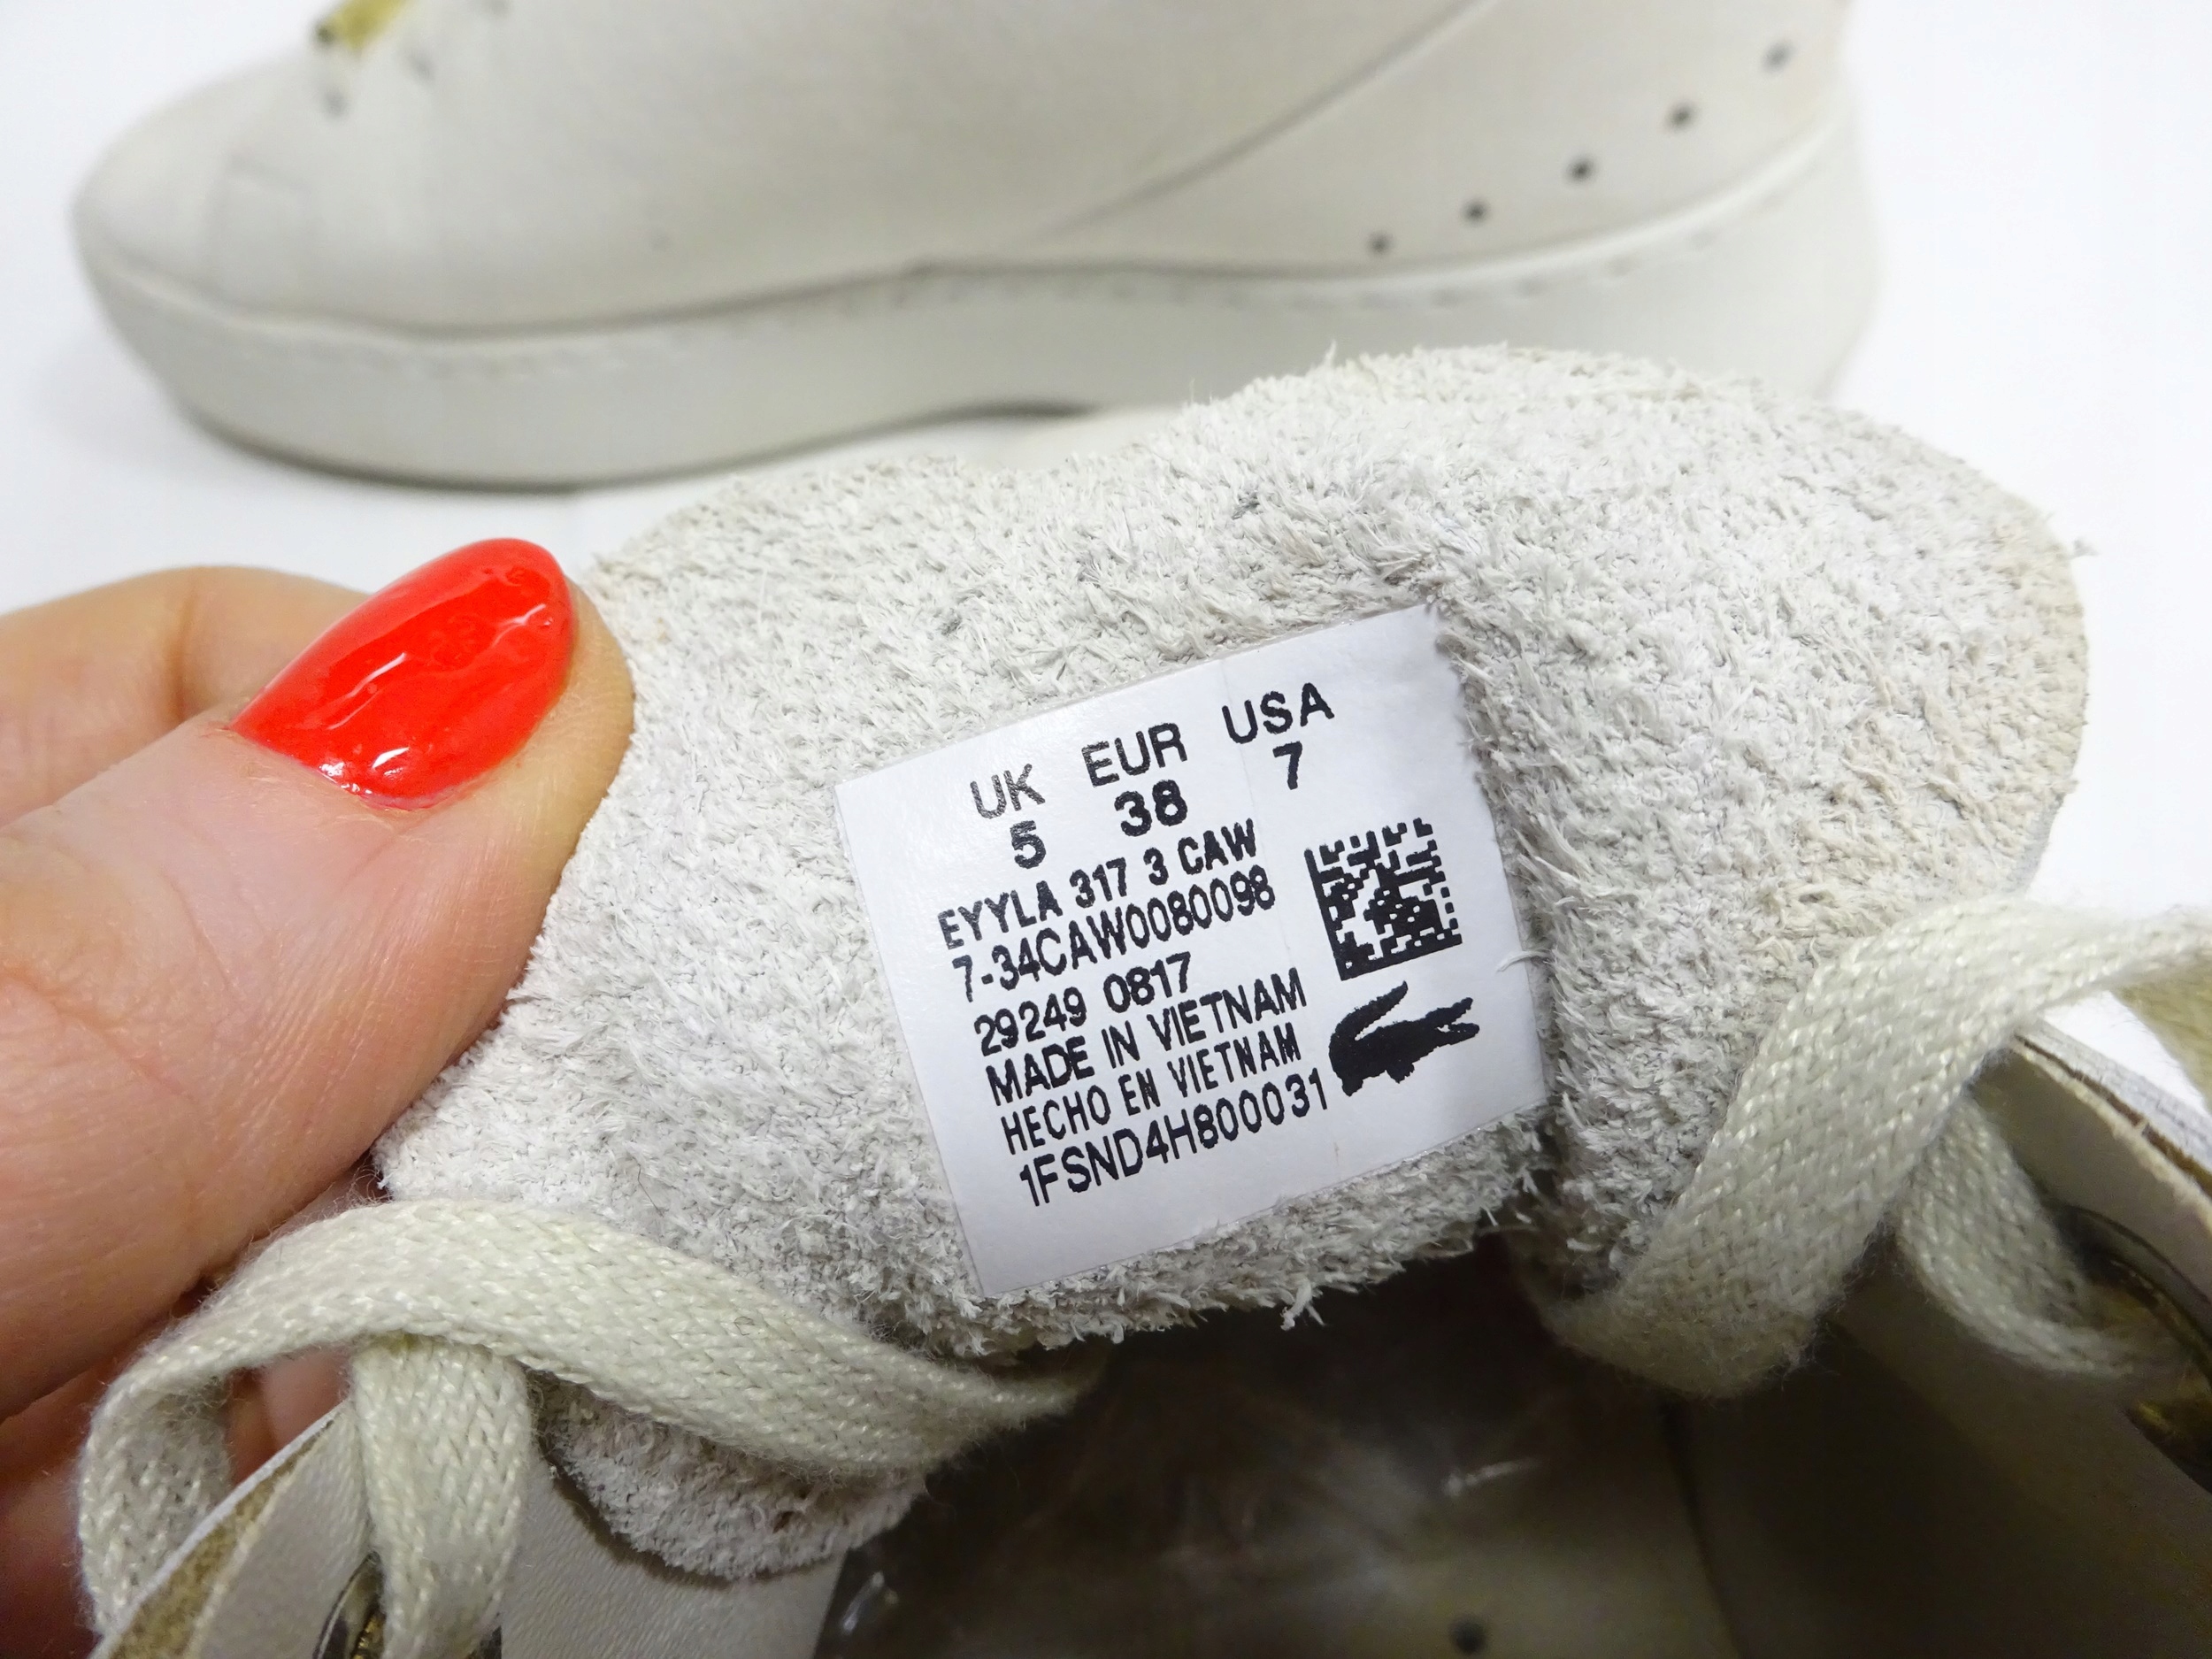 UK EUR USA
5 38 7
EYYLA 317 3 CAW
7-34CAW0080098
29249 0817
MADE IN VIETNAM
HECHO EN VIETNAM
1FSND4H800031